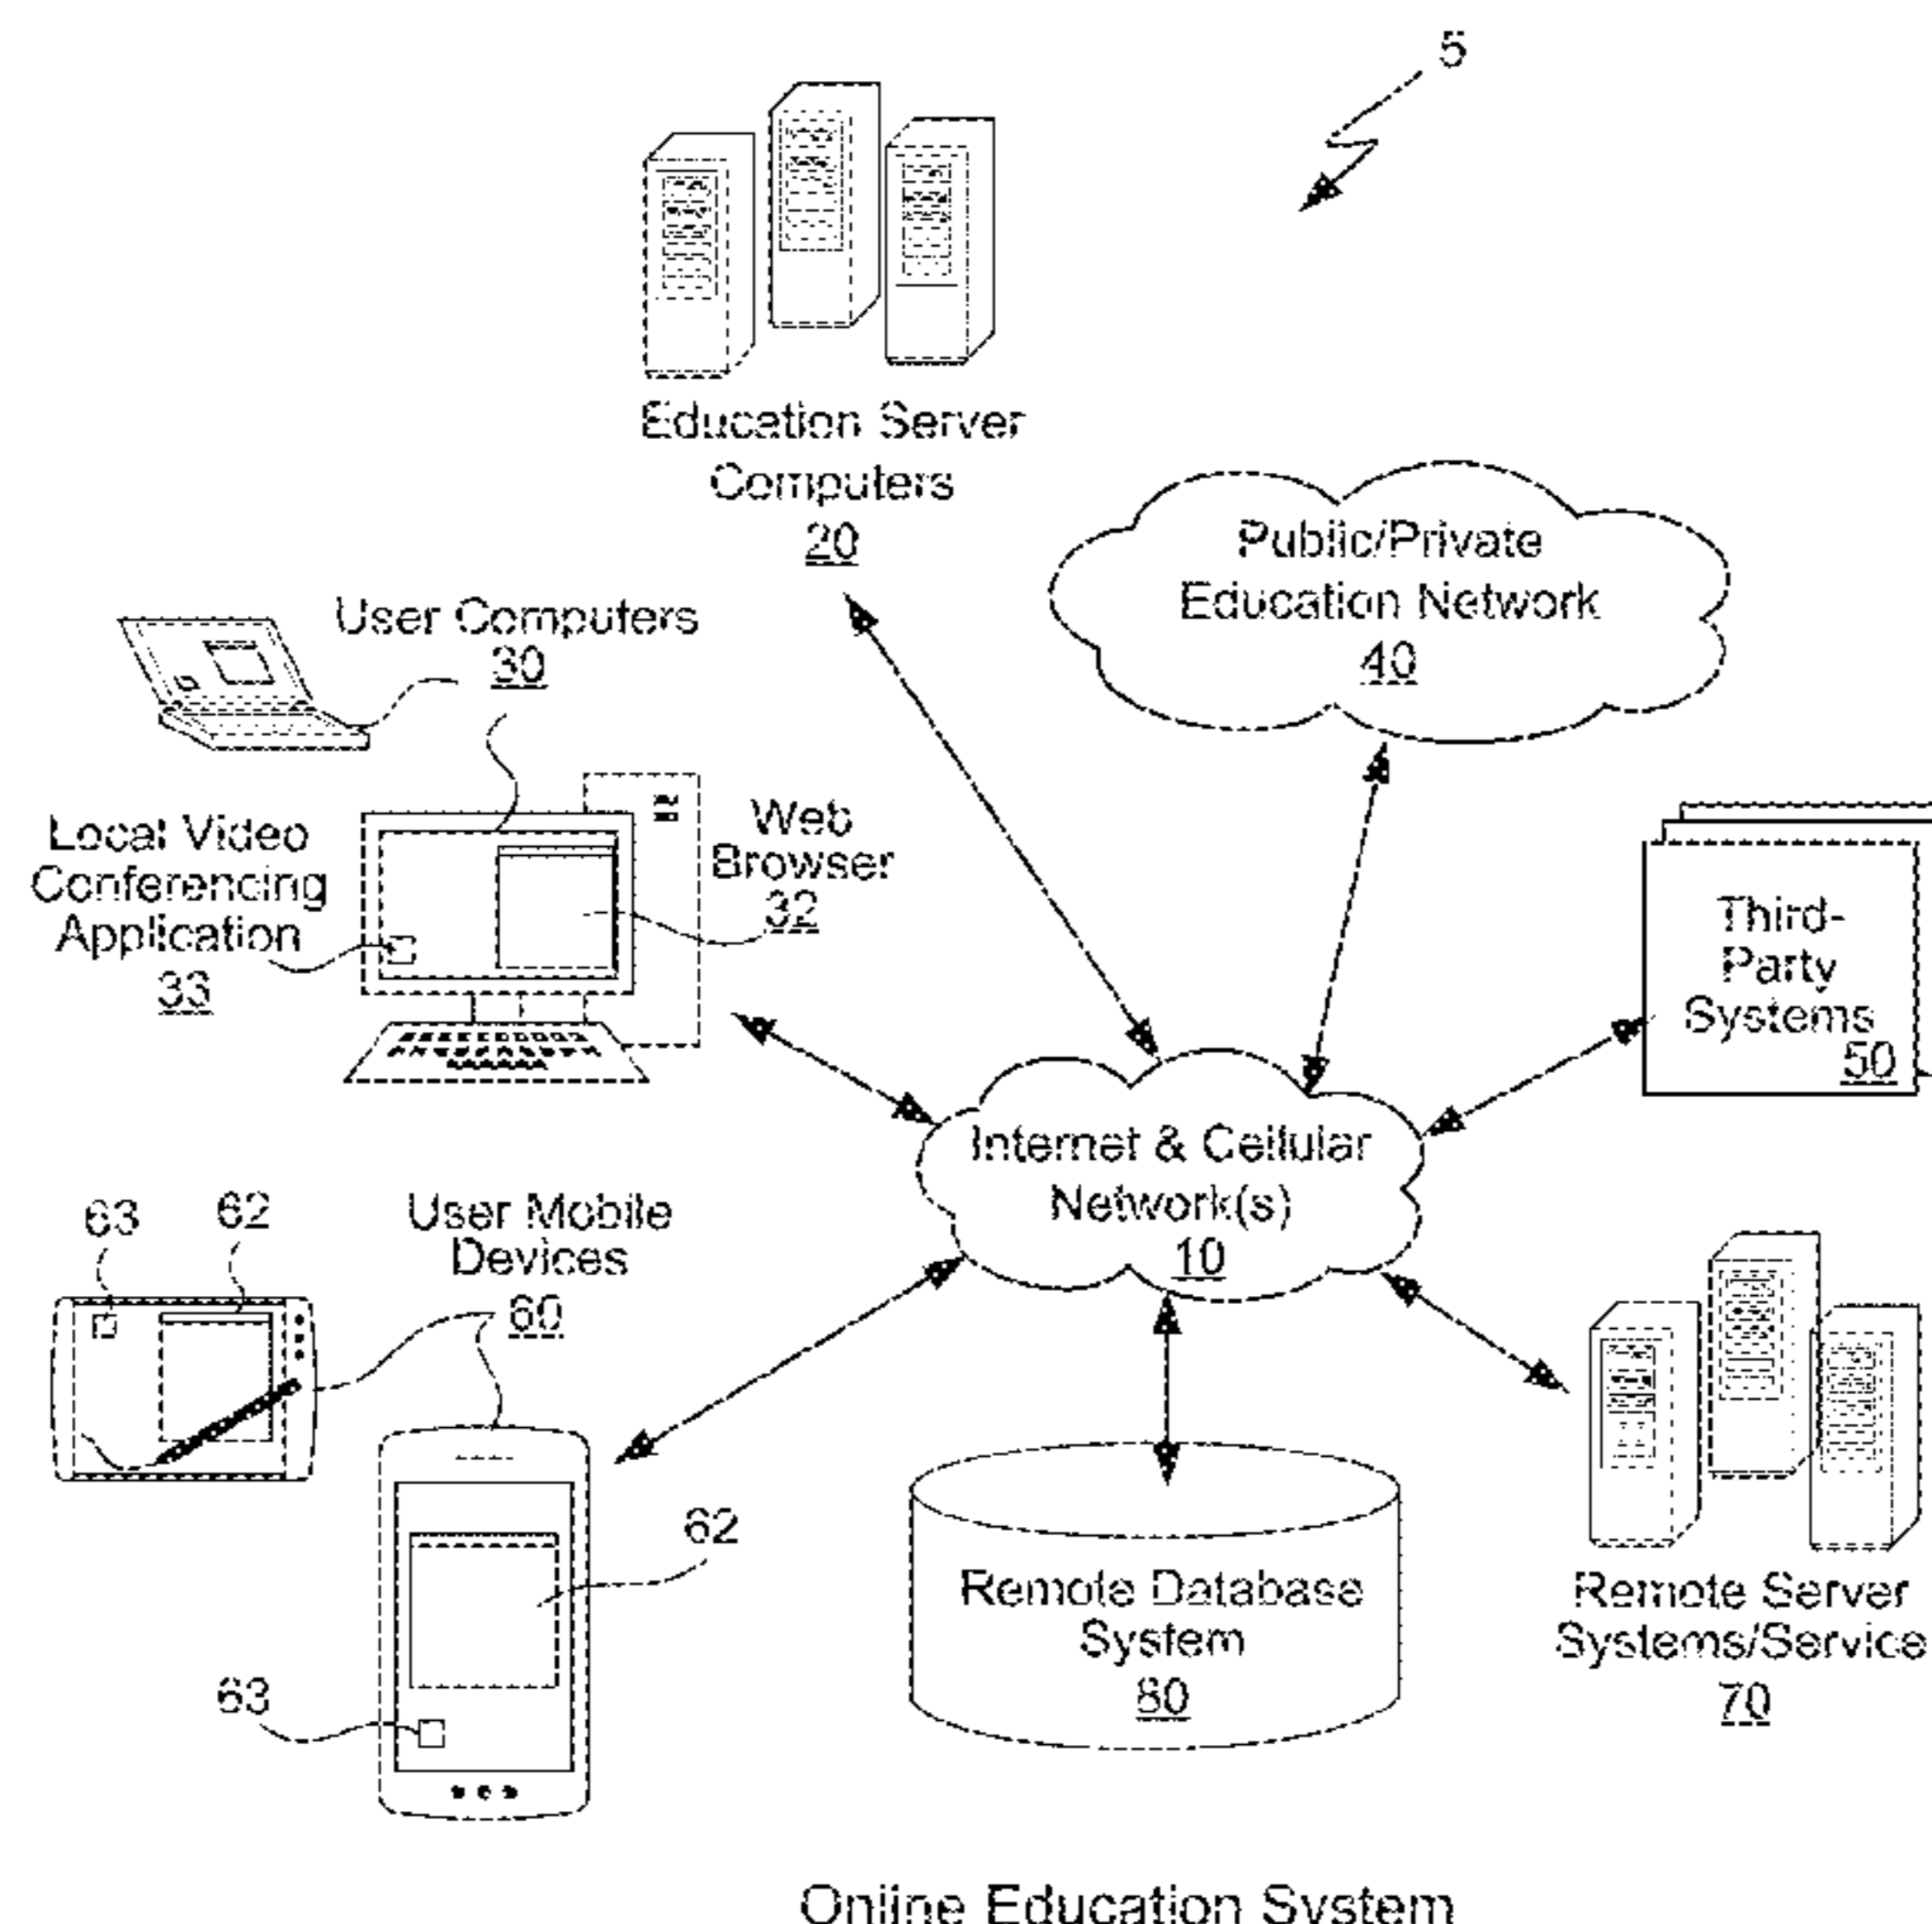 5
Education Server
Computers
20
Public/Private
Education Network
40
User Computers
30
Local Video
Conferencing
Application
33
Web
Browser
32
Third-
Party
Systems
50
Internet & Cellular
Network(s)
10
63
62
User Mobile
Devices
60
62
63
Remote Database
System
80
Remote Server
Systems/Service
70
Online Education System